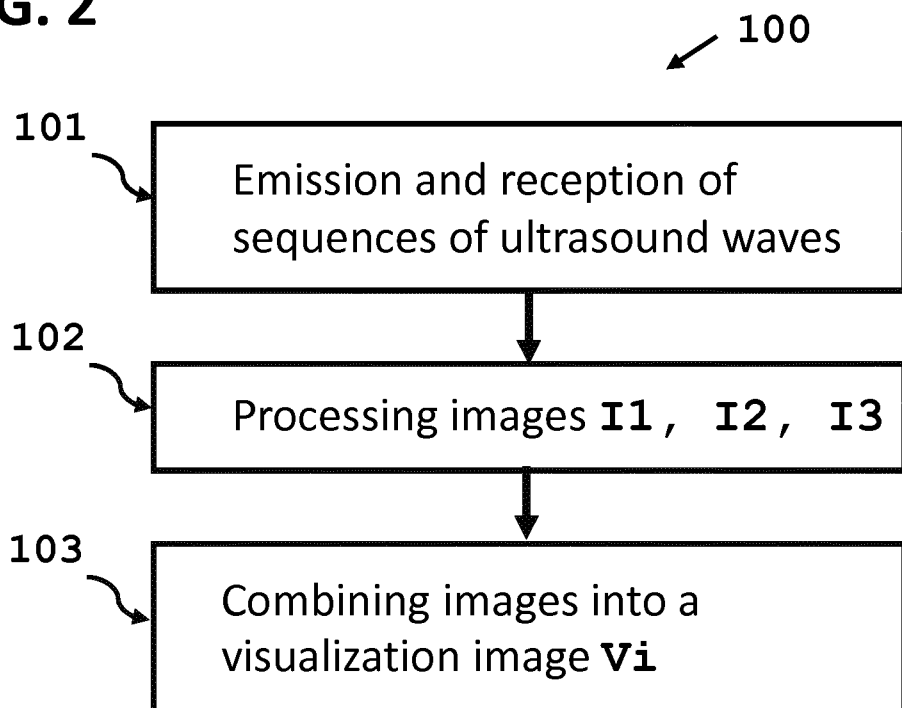 G. 2
100
101
Emission and reception of
sequences of ultrasound waves
102
Processing images I1, I2, I3
103
Combining images into a
visualization image Vi